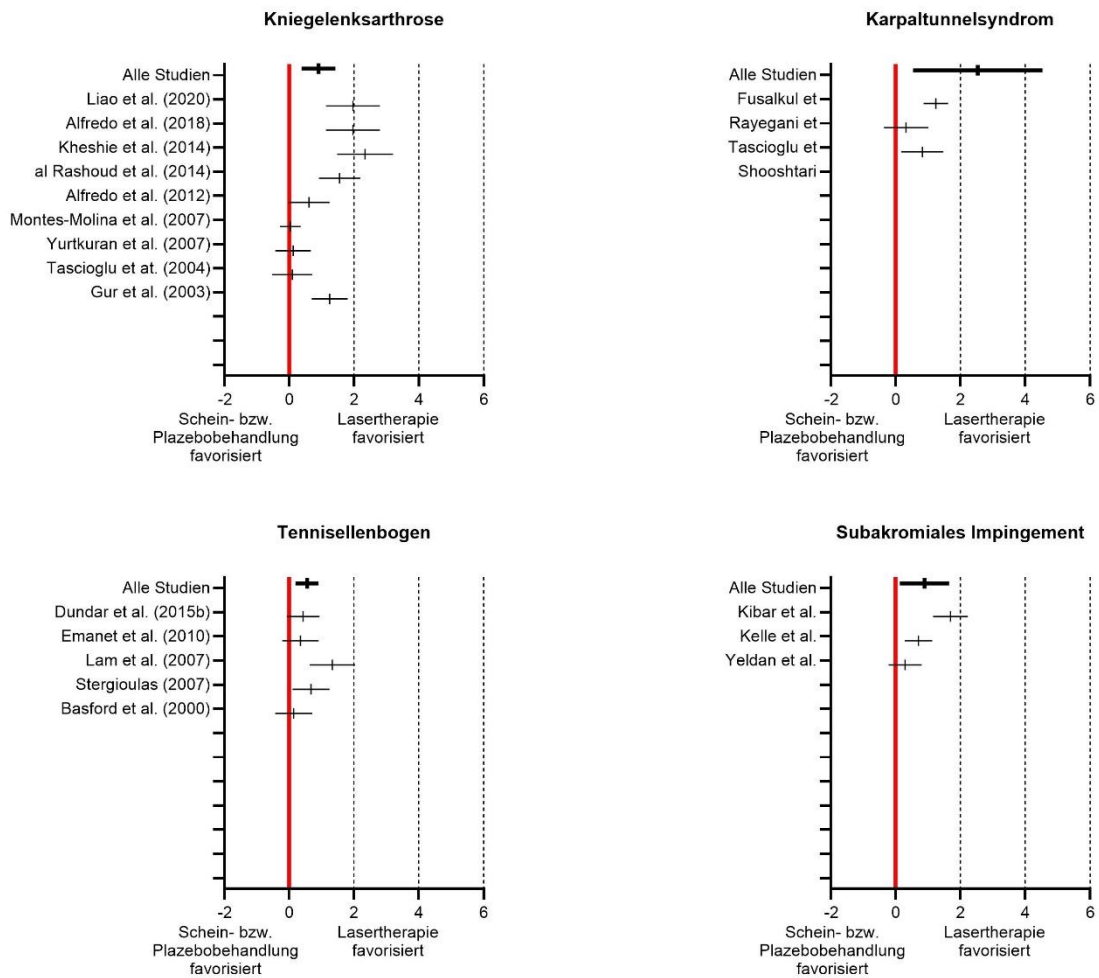 Kniegelenksarthrose
Alle Studien
Liao et al. (2020)
Alfredo et al. (2018)
Kheshie et al. (2014)
al Rashoud et al. (2014)
Alfredo et al. (2012)
Montes-Molina et al. (2007)
Yurtkuran et al. (2007)
Tascioglu et at. (2004)
Gur et al. (2003)
-2 0 2 4 6
Schein- bzw.
Plazebobehandlung
favorisiert
Lasertherapie
favorisiert
Karpaltunnelsyndrom
Alle Studien
Fusalkul et
Rayegani et
Tascioglu et
Shooshtari
-2 0 2 4 6
Schein- bzw.
Plazebobehandlung
favorisiert
Lasertherapie
favorisiert
Tennisellenbogen
Alle Studien
Dundar et al. (2015b)
Emanet et al. (2010)
Lam et al. (2007)
Stergioulas (2007)
Basford et al. (2000)
-2 0 2 4 6
Schein- bzw.
Plazebobehandlung
favorisiert
Lasertherapie
favorisiert
Subakromiales Impingement
Alle Studien
Kibar et al.
Kelle et al.
Yeldan et al.
-2 0 2 4 6
Schein- bzw.
Plazebobehandlung
favorisiert
Lasertherapie
favorisiert